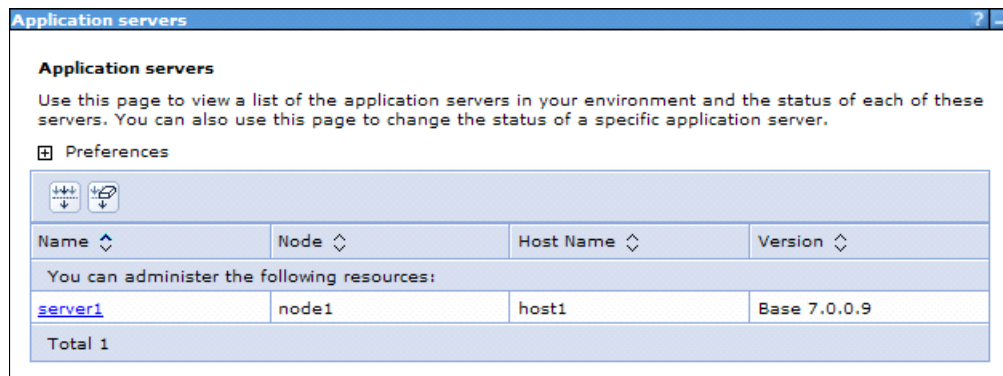 Application servers ?
Application servers
Use this page to view a list of the application servers in your environment and the status of each of these
servers. You can also use this page to change the status of a specific application server.
Preferences
Name Node Host Name Version
You can administer the following resources:
server1 node1 host1 Base 7.0.0.9
Total 1